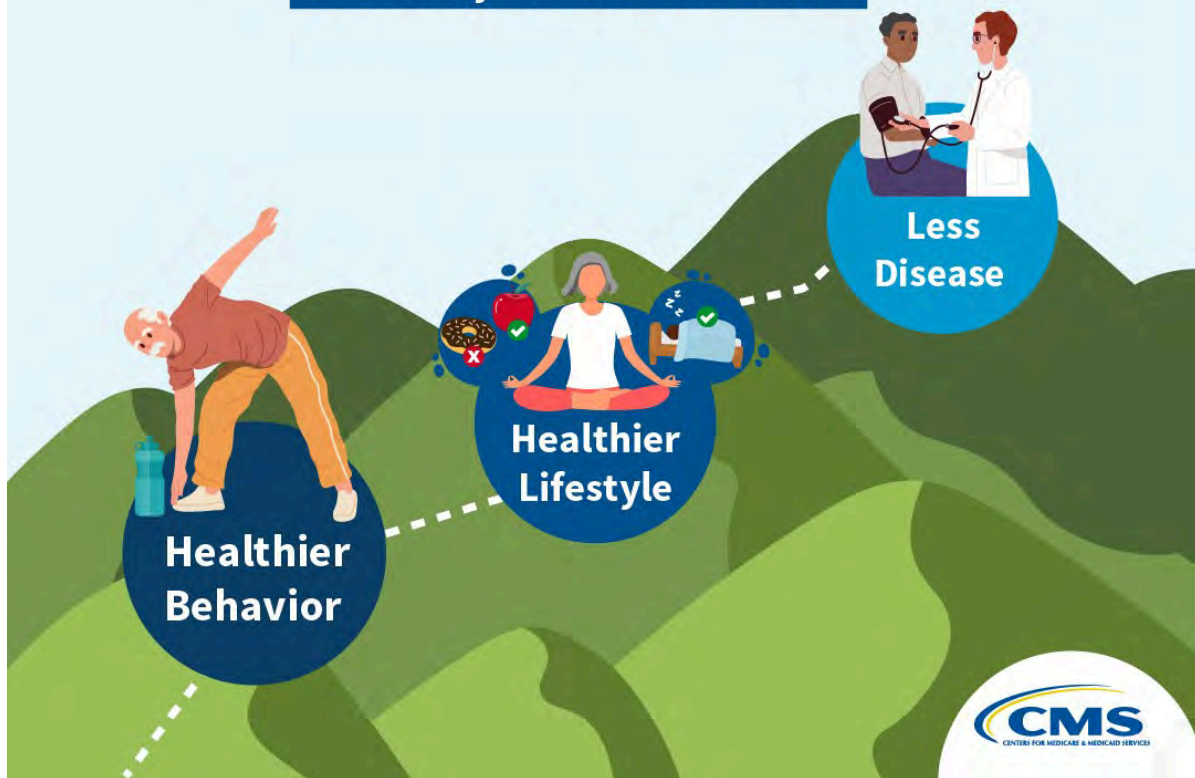 Less
Disease
Healthier
Lifestyle
Healthier
Behavior
z z z
X
CMS
CENTERS FOR MEDICARE & MEDICAID SERVICES